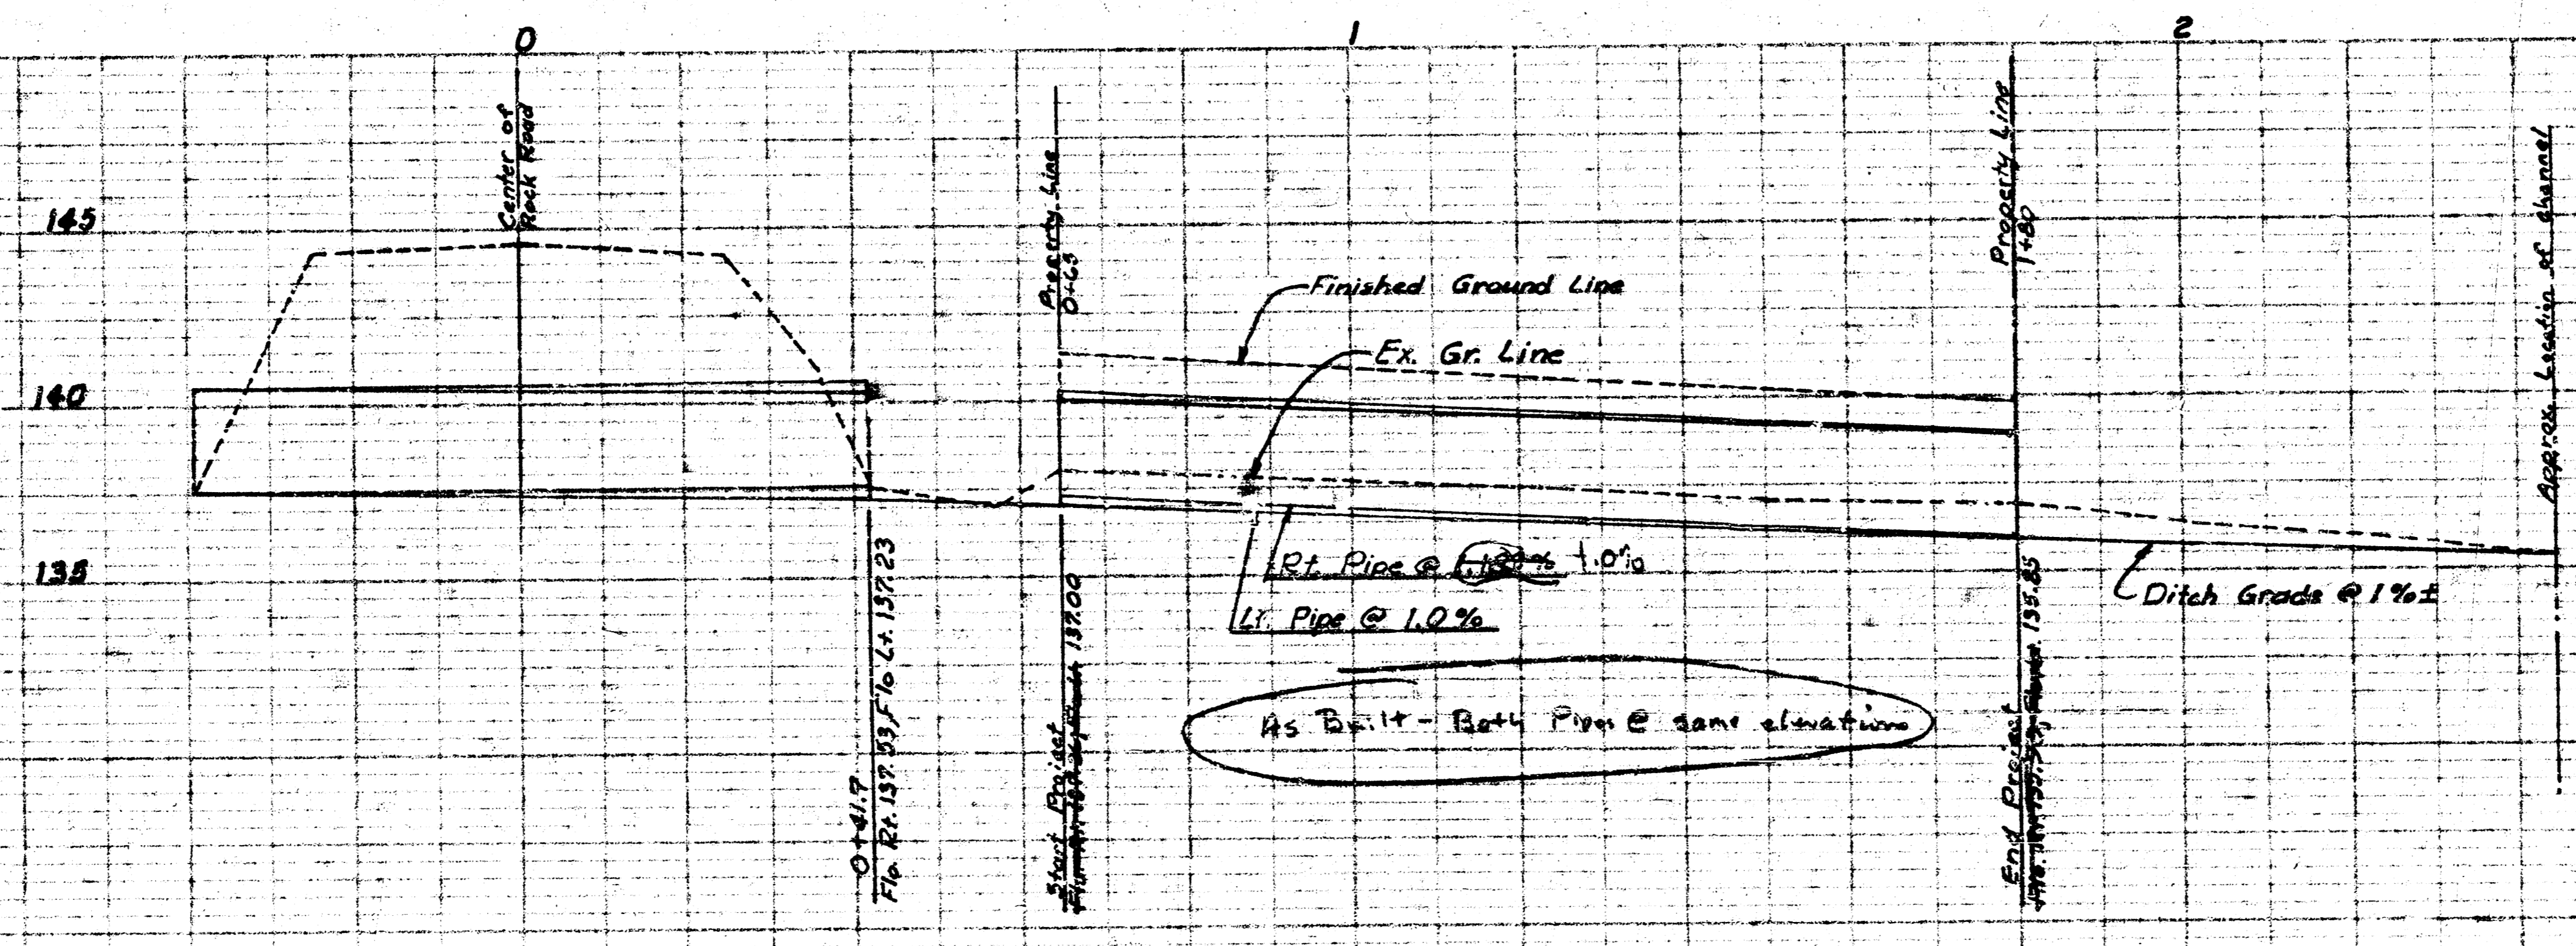 0
1
2
Center of
Rock Road
Property Line
0+63
Property Line
1+80
Approx. Location of channel
145
140
135
Finished Ground Line
Ex. Gr. Line
Rt. Pipe @ 1.0%
Lt. Pipe @ 1.0%
Ditch Grade @ 1%±
As Built - Both Pipes @ same elevations
0+41.7
Flo. Rt. 137.53, Flo Lt. 137.23
Start Project
137.00
End Project
135.85